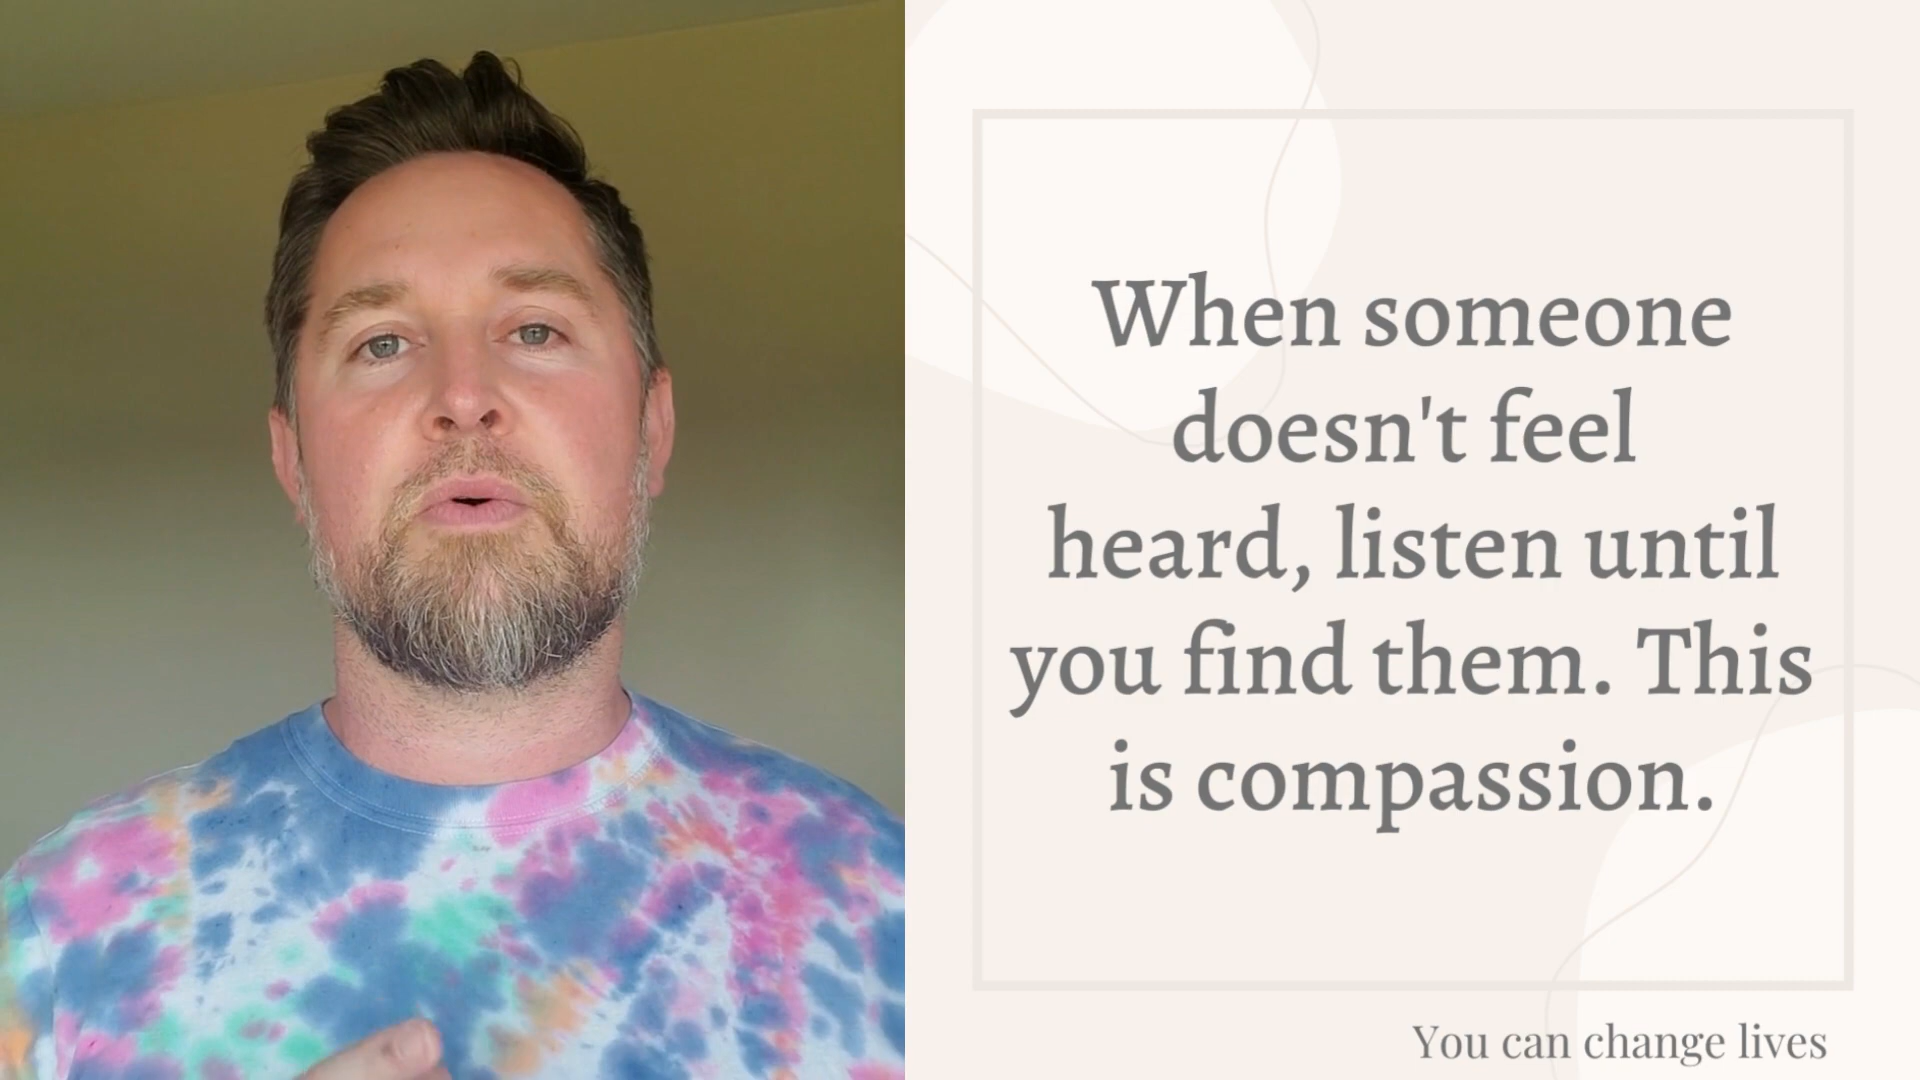 When someone
doesn't feel
heard, listen until
you find them. This
is compassion.
You can change lives